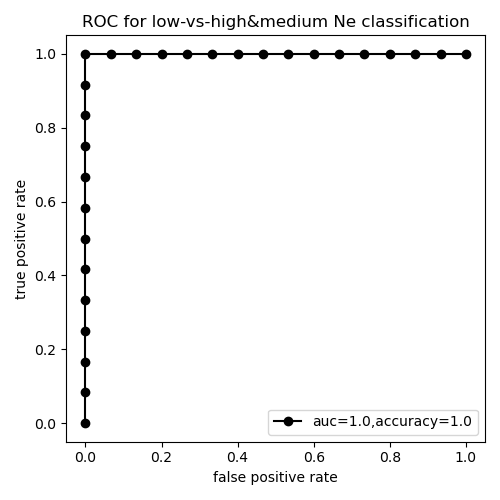 ROC for low-vs-high&medium Ne classification
1.0
0.8
0.6
0.4
0.2
0.0
true positive rate
0.0 0.2 0.4 0.6 0.8 1.0
false positive rate
auc=1.0,accuracy=1.0